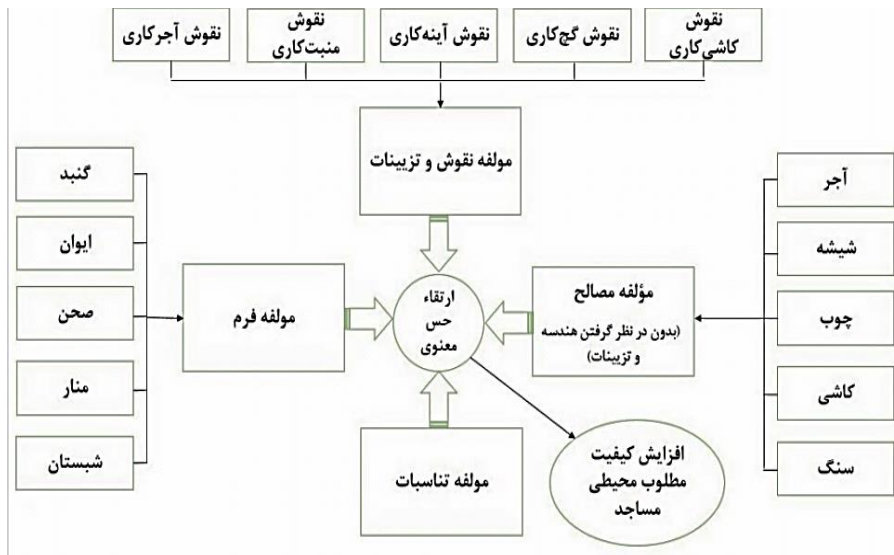 نقوش
کاشی‌کاری
نقوش گچ‌کاری
نقوش آینه‌کاری
نقوش
منبت‌کاری
نقوش آجرکاری
مولفه نقوش و تزیینات
آجر
شیشه
چوب
کاشی
سنگ
مؤلفه مصالح
(بدون در نظر گرفتن هندسه
و تزیینات)
ارتقاء
حس
معنوی
مولفه فرم
گنبد
ایوان
صحن
منار
شبستان
مولفه تناسبات
افزایش کیفیت
مطلوب محیطی
مساجد